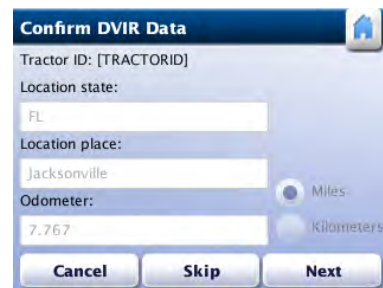 Confirm DVIR Data
Tractor ID: [TRACTORID]
Location state:
FL
Location place:
Jacksonville
Odometer:
7.767
Miles
Kilometers
Cancel Skip Next